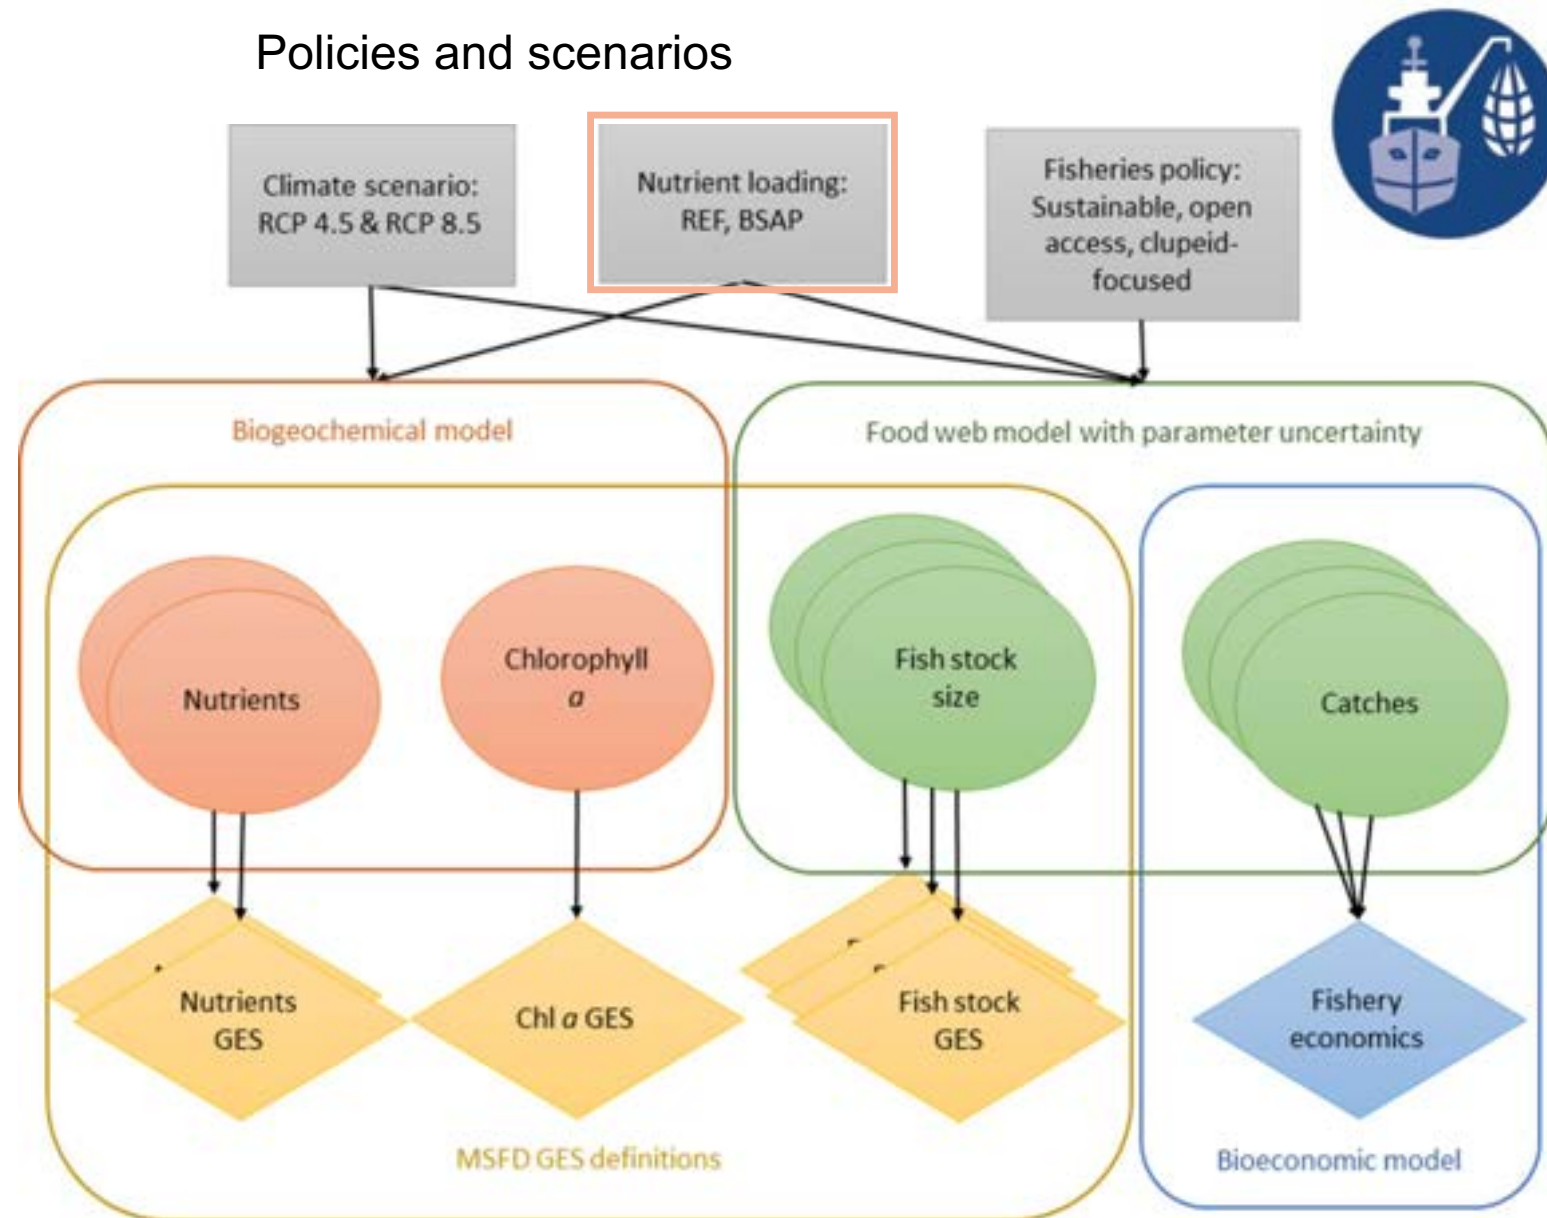 Policies and scenarios
Climate scenario:
RCP 4.5 & RCP 8.5
Nutrient loading:
REF, BSAP
Fisheries policy:
Sustainable, open
access, clupeid-
focused
Biogeochemical model
Food web model with parameter uncertainty
Nutrients
Chlorophyll
a
Fish stock
size
Catches
Nutrients
GES
Chl a GES
Fish stock
GES
Fishery
economics
MSFD GES definitions
Bioeconomic model